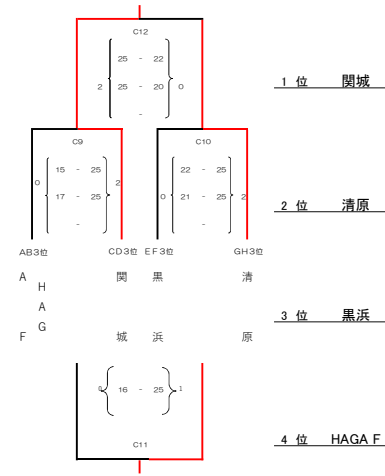 C12
25 - 22
2 25 - 20 0
-
1 位 関城
C9 C10
15 - 25
22 - 25
0 17 - 25 2
0 21 - 25 2
-
-
2 位 清原
AB3位 CD3位 EF3位 GH3位
HAGA F
関城
黒浜
清原
3 位 黒浜
0 16 - 25 1
C11
4 位 HAGA F